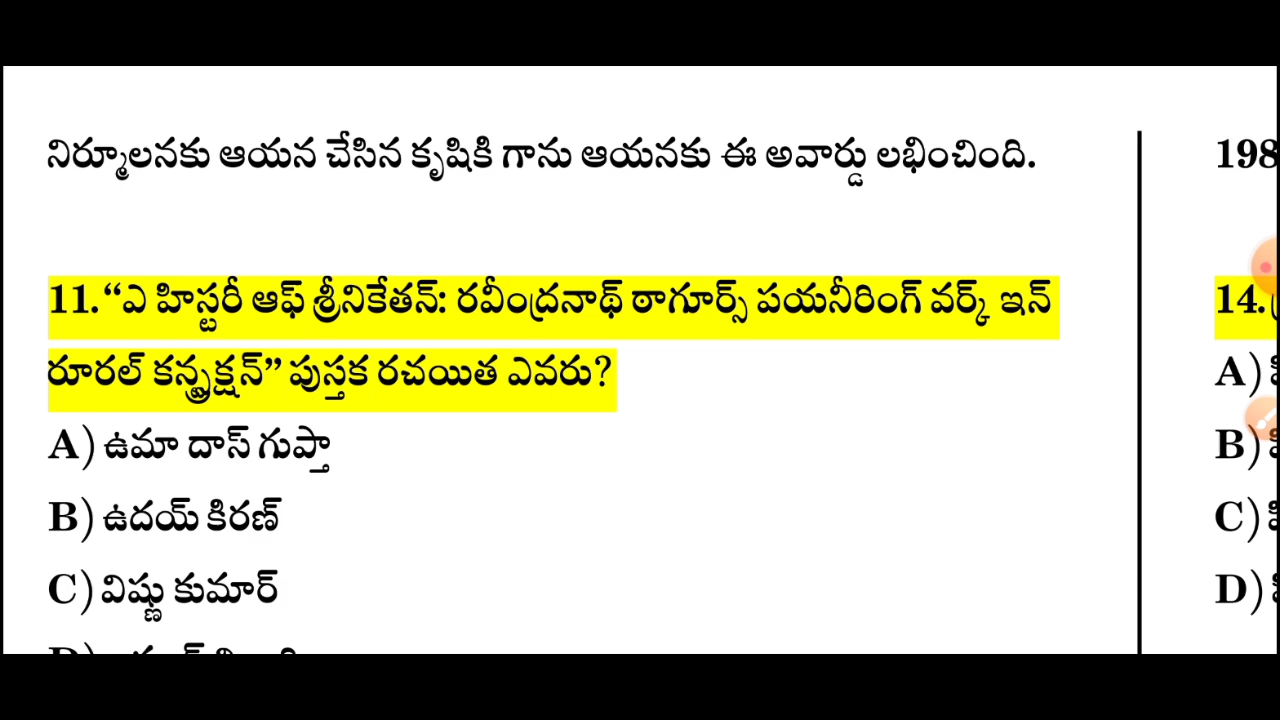 నిర్మూలనకు ఆయన చేసిన కృషికి గాను ఆయనకు ఈ అవార్డు లభించింది.
11.“ఎ హిస్టరీ ఆఫ్ శ్రీనికేతన్: రవీంద్రనాథ్ ఠాగూర్స్ పయనీరింగ్ వర్క్ ఇన్
రూరల్ కన్స్ట్రక్షన్” పుస్తక రచయిత ఎవరు?
A) ఉమా దాస్ గుప్తా
B) ఉదయ్ కిరణ్
C) విష్ణు కుమార్
D)
198
14.
A)
B)
C)
D)